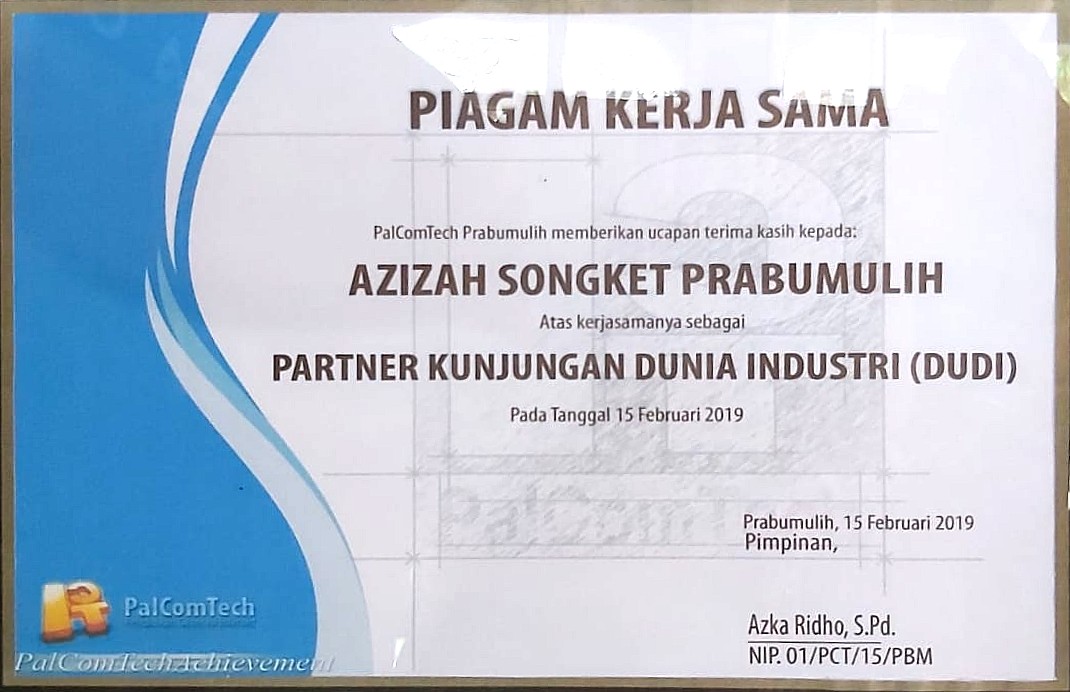 PIAGAM KERJA SAMA
PalComTech Prabumulih memberikan ucapan terima kasih kepada:
AZIZAH SONGKET PRABUMULIH
Atas kerjasamanya sebagai
PARTNER KUNJUNGAN DUNIA INDUSTRI (DUDI)
Pada Tanggal 15 Februari 2019
PalComTech
Prabumulih, 15 Februari 2019
Pimpinan,
Azka Ridho, S.Pd.
NIP. 01/PCT/15/PBM
PalComTech
PalComTechAchievement